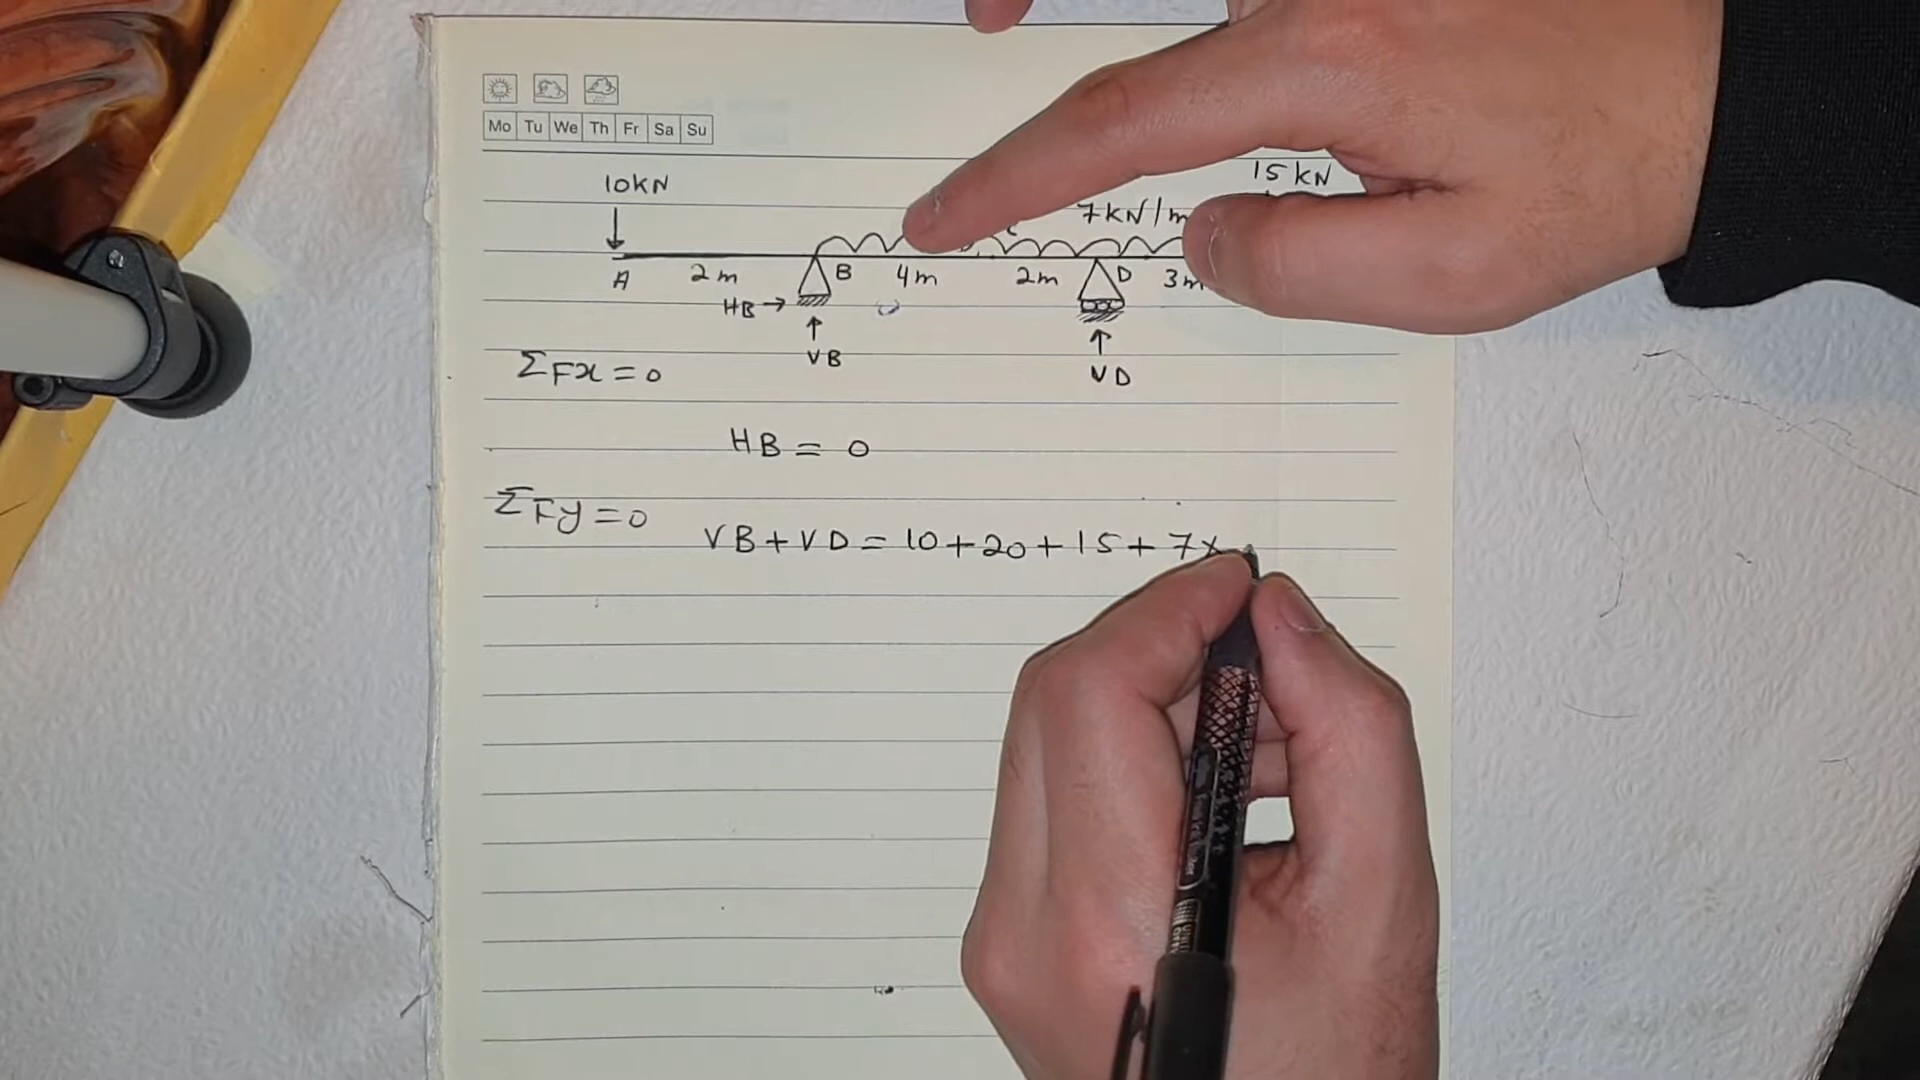 Mo Tu We Th Fr Sa Su
10KN
15 KN
7KN/m
A 2m B 4m 2m D 3m
HB →
VB
VD
ΣFx = 0
HB = 0
ΣFy = 0
VB + VD = 10 + 20 + 15 + 7x